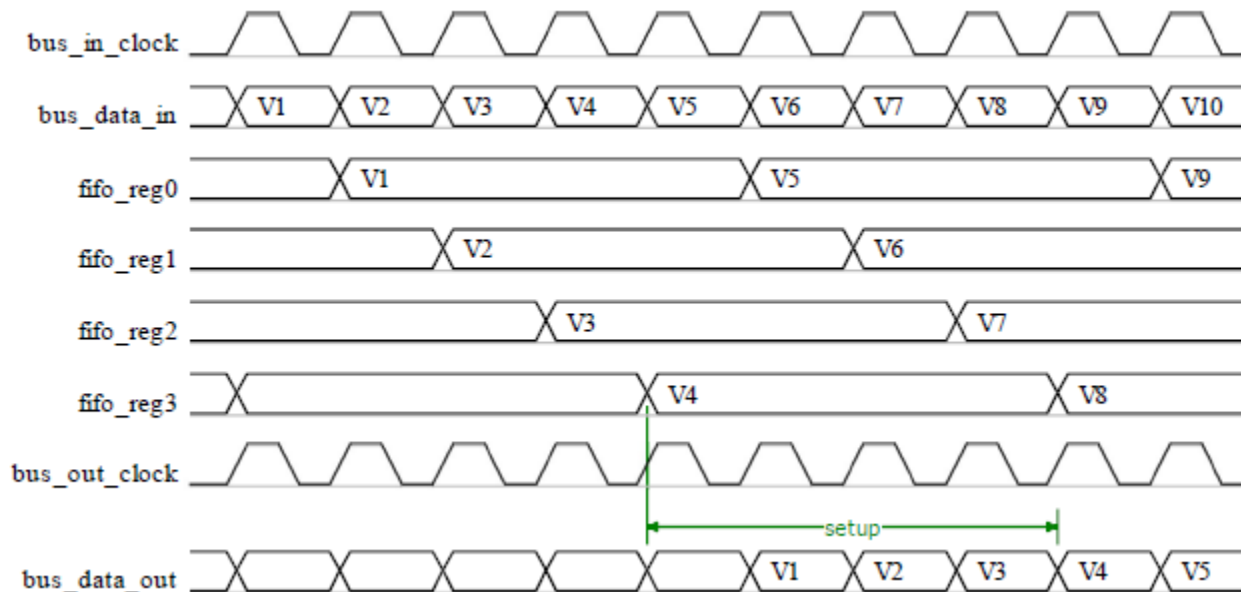 bus_in_clock
bus_data_in V1 V2 V3 V4 V5 V6 V7 V8 V9 V10
fifo_reg0 V1 V5 V9
fifo_reg1 V2 V6
fifo_reg2 V3 V7
fifo_reg3 V4 V8
bus_out_clock
setup
bus_data_out V1 V2 V3 V4 V5